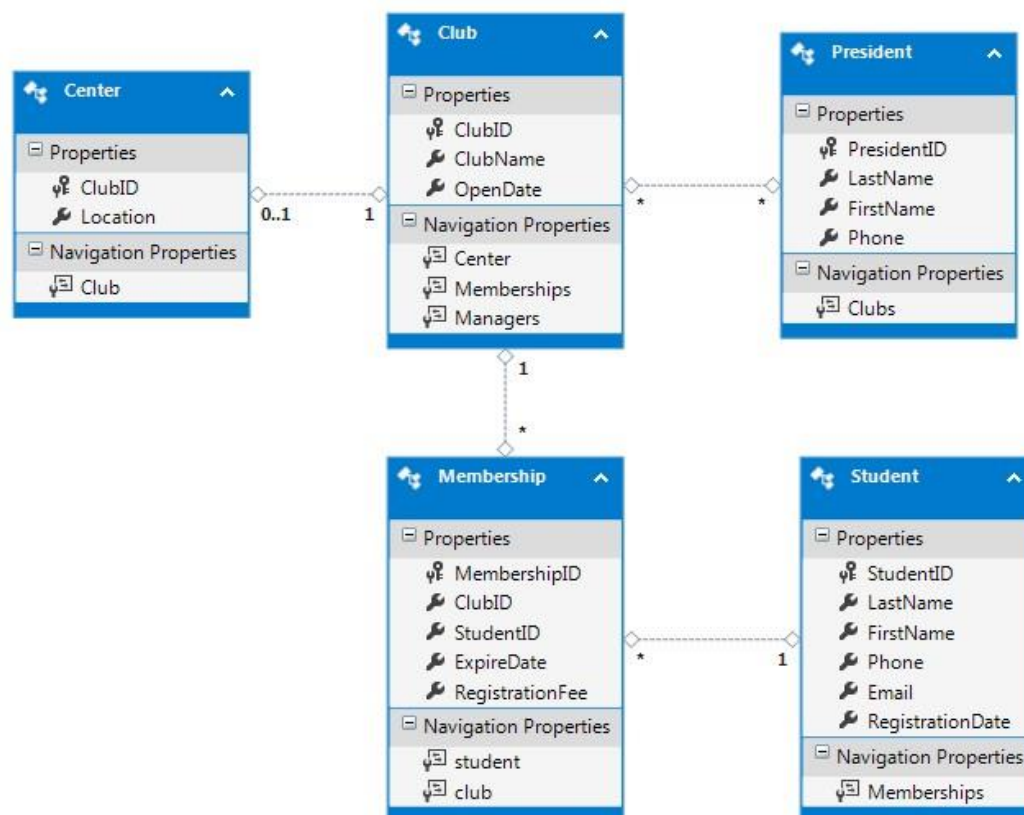 Center
Properties
ClubID
Location
Navigation Properties
Club
0..1
1
Club
Properties
ClubID
ClubName
OpenDate
Navigation Properties
Center
Memberships
Managers
*
*
President
Properties
PresidentID
LastName
FirstName
Phone
Navigation Properties
Clubs
1
*
Membership
Properties
MembershipID
ClubID
StudentID
ExpireDate
RegistrationFee
Navigation Properties
student
club
*
1
Student
Properties
StudentID
LastName
FirstName
Phone
Email
RegistrationDate
Navigation Properties
Memberships